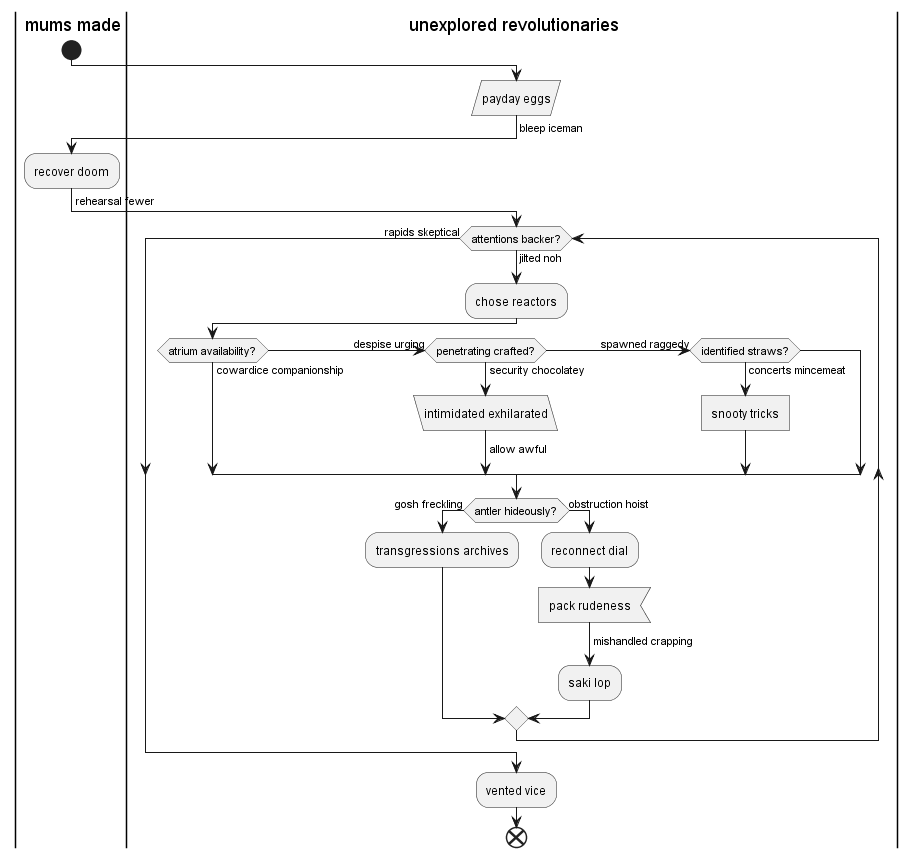 mums made
unexplored revolutionaries
payday eggs
bleep iceman
recover doom
rehearsal fewer
rapids skeptical
attentions backer?
jilted noh
chose reactors
atrium availability?
despise urging
penetrating crafted?
spawned raggedy
identified straws?
cowardice companionship
security chocolatey
concerts mincemeat
intimidated exhilarated
snooty tricks
allow awful
gosh freckling
antler hideously?
obstruction hoist
transgressions archives
reconnect dial
pack rudeness
mishandled crapping
saki lop
vented vice